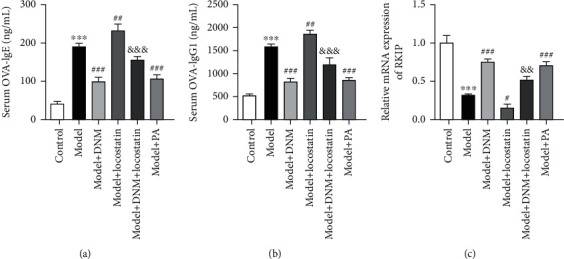 Serum OVA-IgE (ng/mL)
300
200
100
0
***
###
##
&&&
###
Control
Model
Model+DNM
Model+locostatin
Model+DNM+locostatin
Model+PA
(a)
Serum OVA-IgG1 (ng/mL)
2500
2000
1500
1000
500
0
***
###
##
&&&
###
Control
Model
Model+DNM
Model+locostatin
Model+DNM+locostatin
Model+PA
(b)
Relative mRNA expression
of RKIP
1.5
1.0
0.5
0.0
***
###
#
&&
###
Control
Model
Model+DNM
Model+locostatin
Model+DNM+locostatin
Model+PA
(c)